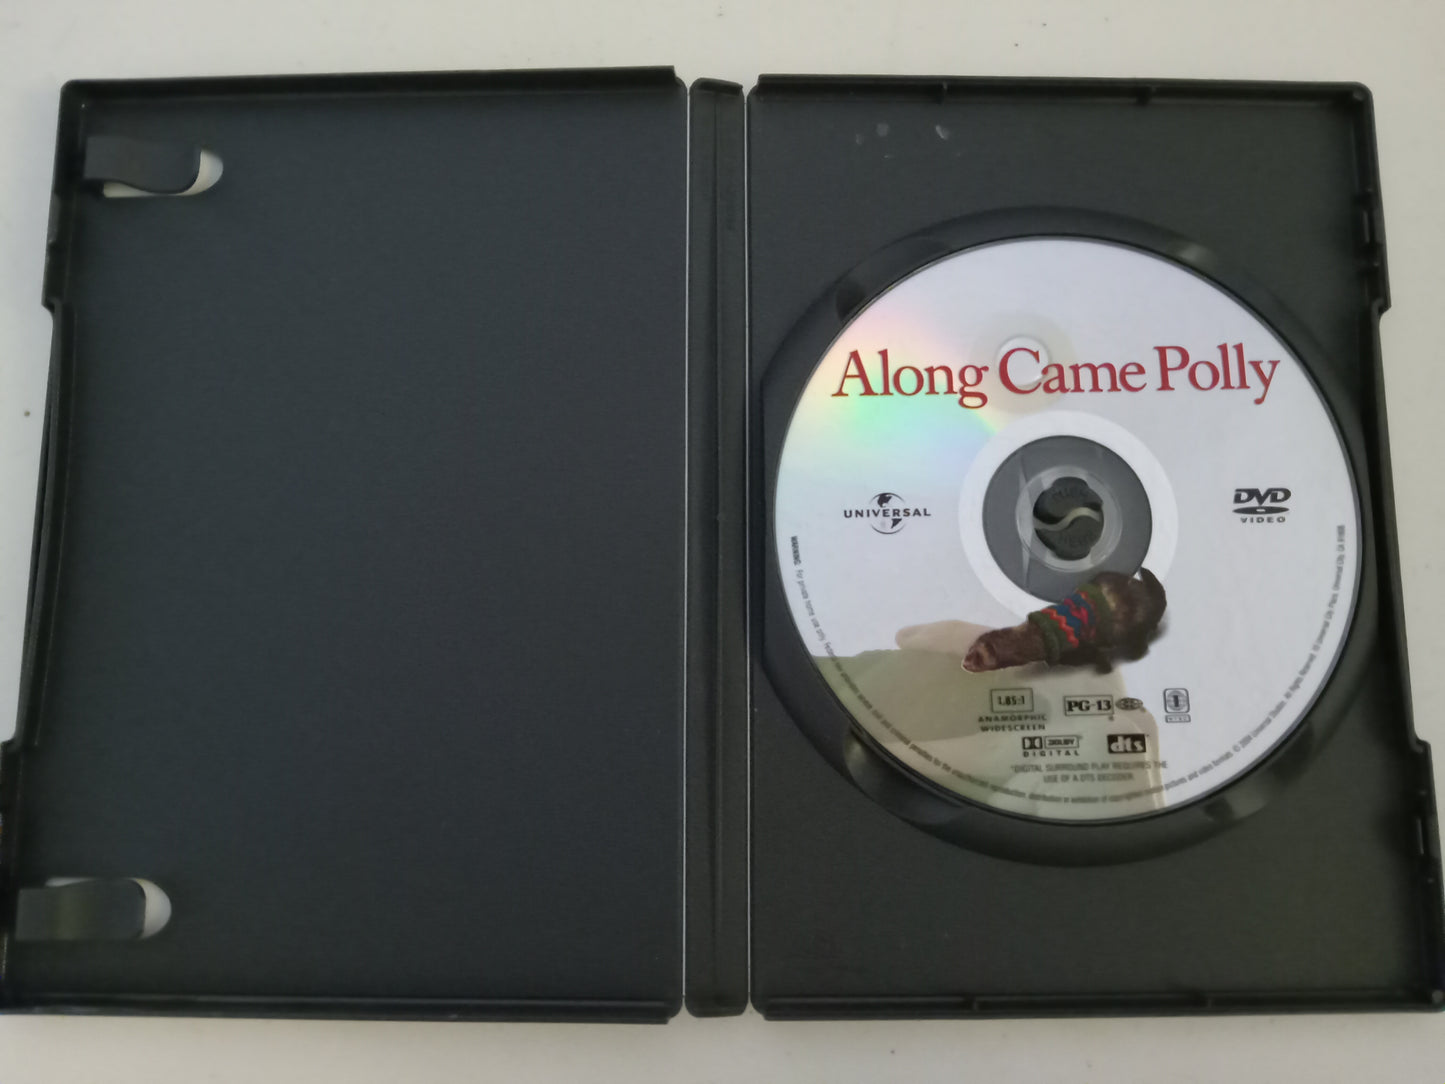 Along Came Polly
UNIVERSAL
DVD
VIDEO
1.85:1
ANAMORPHIC
WIDESCREEN
PG-13
1
DOLBY
DIGITAL
dts
*DIGITAL SURROUND PLAY REQUIRES THE
USE OF A DTS DECODER